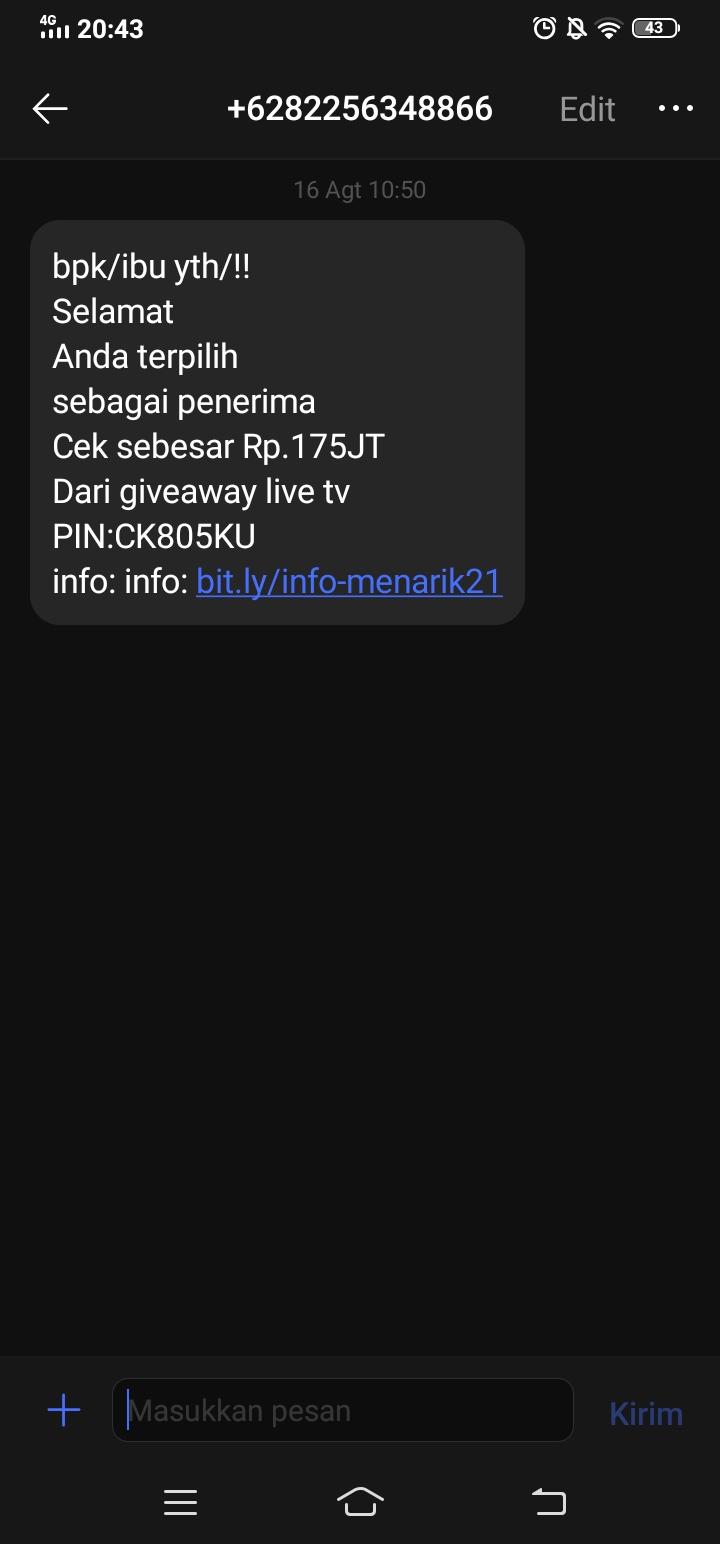 4G 20:43 43
+6282256348866 Edit
16 Agt 10:50
bpk/ibu yth/!!
Selamat
Anda terpilih
sebagai penerima
Cek sebesar Rp.175JT
Dari giveaway live tv
PIN:CK805KU
info: info: bit.ly/info-menarik21
Masukkan pesan Kirim